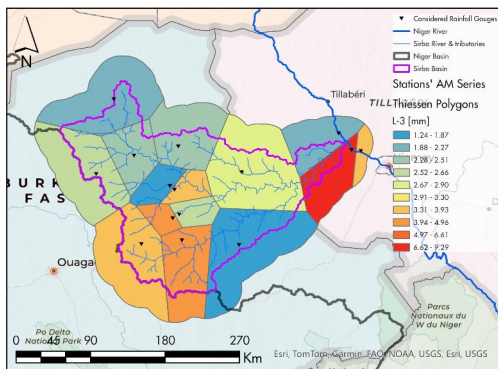 Considered Rainfall Gauges
Niger River
Sirba River & tributaries
Niger Basin
Sirba Basin
Stations' AM Series
Thiessen Polygons
L-3 [mm]
1.24 - 1.87
1.88 - 2.27
2.28 - 2.51
2.52 - 2.66
2.67 - 2.90
2.91 - 3.30
3.31 - 3.93
3.94 - 4.96
4.97 - 6.61
6.62 - 9.29
N
Tillabéri
BURK
FAS
Ouaga
Po Delta
National Park
Parcs
Nationaux du
W du Niger
0 45 90 180 270
Km
Esri, TomTom, Garmin, FAO, NOAA, USGS, Esri, USGS